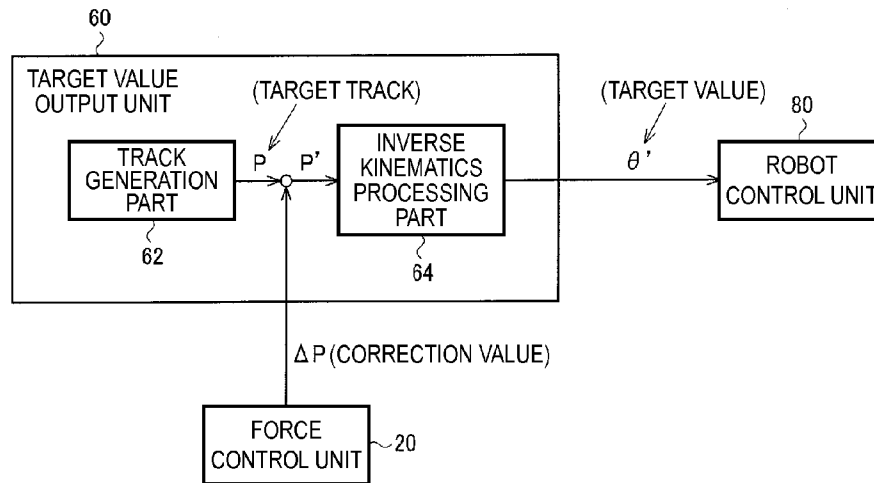 60
TARGET VALUE
OUTPUT UNIT
(TARGET TRACK)
(TARGET VALUE)
80
TRACK
GENERATION
PART
P
P'
INVERSE
KINEMATICS
PROCESSING
PART
θ'
ROBOT
CONTROL UNIT
62
64
ΔP (CORRECTION VALUE)
FORCE
CONTROL UNIT
20